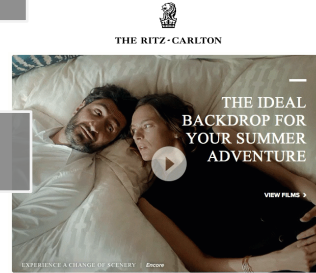 THE RITZ-CARLTON
THE IDEAL
BACKDROP FOR
YOUR SUMMER
ADVENTURE
VIEW FILMS >
EXPERIENCE A CHANGE OF SCENERY / Encore